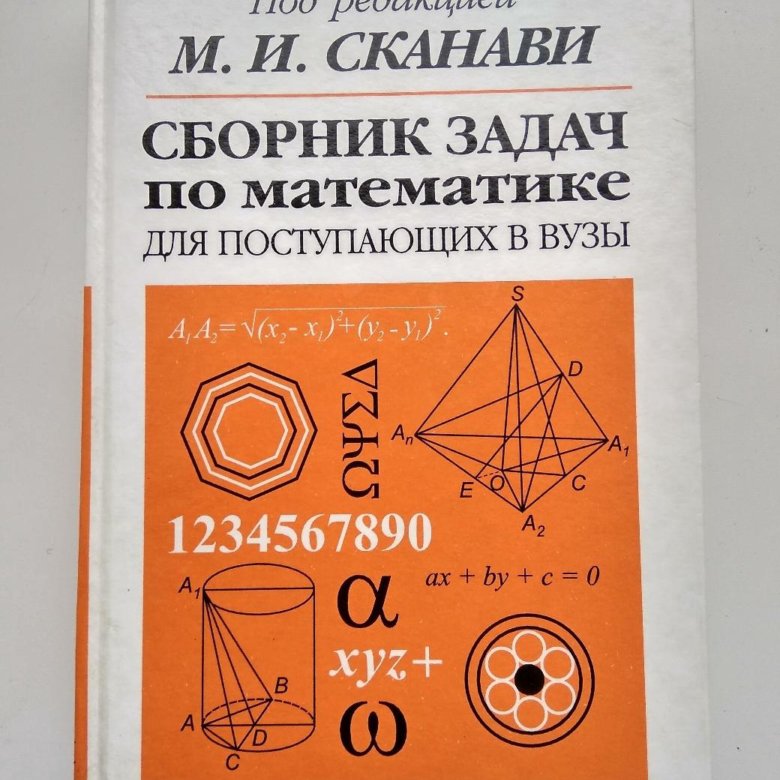 Под редакцией
М. И. СКАНАВИ
СБОРНИК ЗАДАЧ
по математике
ДЛЯ ПОСТУПАЮЩИХ В ВУЗЫ
A₁A₂=√(x₂-x₁)²+(y₂-y₁)².
S
D
Aₙ
A₁
E
O
C
A₂
ΩΨΣΔ
1234567890
ax + by + c = 0
α
xyz+
ω
A₁
B
A
D
C